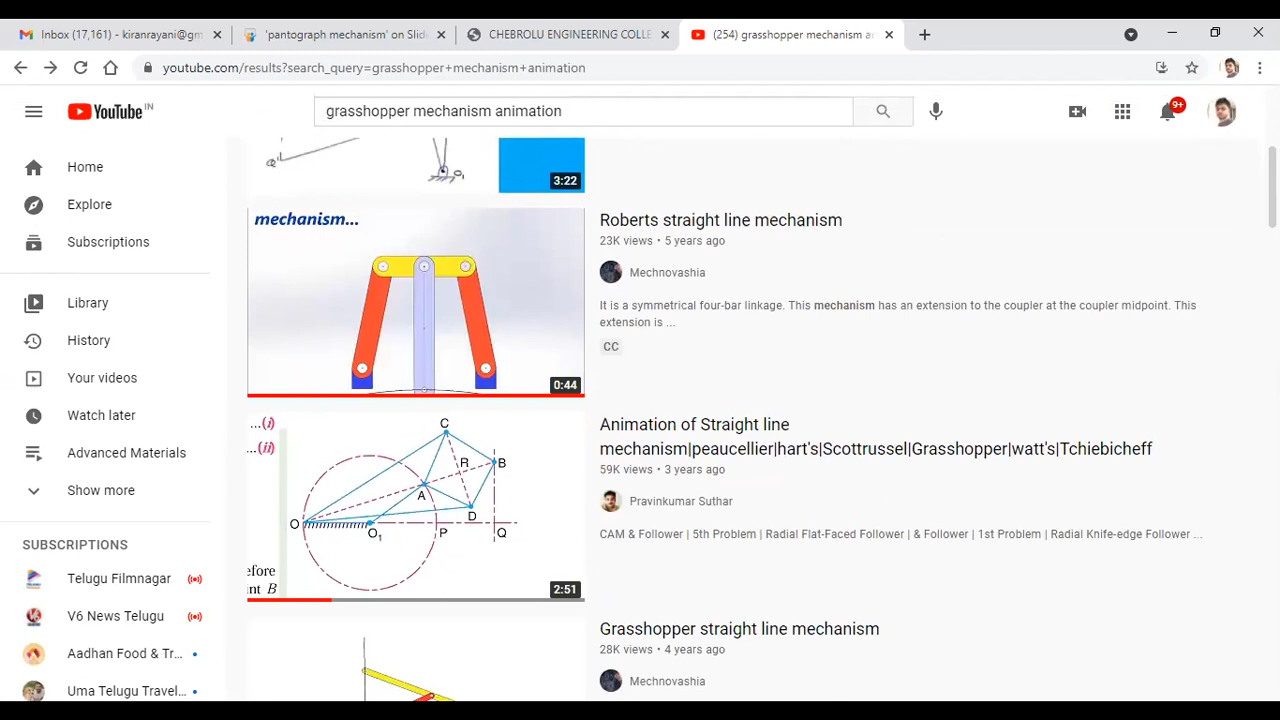 Inbox (17,161) - kiranrayani@gm
'pantograph mechanism' on Slid
CHEBROLU ENGINEERING COLLE
(254) grasshopper mechanism an
youtube.com/results?search_query=grasshopper+mechanism+animation
YouTube IN
grasshopper mechanism animation
9+
Home
Explore
Subscriptions
Library
History
Your videos
Watch later
Advanced Materials
Show more
SUBSCRIPTIONS
Telugu Filmnagar
V6 News Telugu
Aadhan Food & Tr...
Uma Telugu Travel...
3:22
mechanism...
0:44
Roberts straight line mechanism
23K views • 5 years ago
Mechnovashia
It is a symmetrical four-bar linkage. This mechanism has an extension to the coupler at the coupler midpoint. This
extension is ...
CC
...(i)
...(ii)
C
R
B
A
D
O
O1
P
Q
efore
int B
2:51
Animation of Straight line
mechanism|peaucellier|hart's|Scottrussel|Grasshopper|watt's|Tchiebicheff
59K views • 3 years ago
Pravinkumar Suthar
CAM & Follower | 5th Problem | Radial Flat-Faced Follower | & Follower | 1st Problem | Radial Knife-edge Follower ...
Grasshopper straight line mechanism
28K views • 4 years ago
Mechnovashia